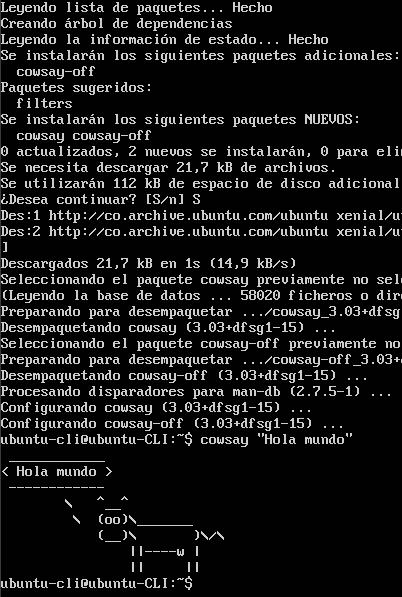 Leyendo lista de paquetes... Hecho
Creando árbol de dependencias
Leyendo la información de estado... Hecho
Se instalarán los siguientes paquetes adicionales:
  cowsay-off
Paquetes sugeridos:
  filters
Se instalarán los siguientes paquetes NUEVOS:
  cowsay cowsay-off
0 actualizados, 2 nuevos se instalarán, 0 para eli
Se necesita descargar 21,7 kB de archivos.
Se utilizarán 112 kB de espacio de disco adicional
¿Desea continuar? [S/n] S
Des:1 http://co.archive.ubuntu.com/ubuntu xenial/u
Des:2 http://co.archive.ubuntu.com/ubuntu xenial/u
]
Descargados 21,7 kB en 1s (14,9 kB/s)
Seleccionando el paquete cowsay previamente no sel
(Leyendo la base de datos ... 58020 ficheros o dir
Preparando para desempaquetar .../cowsay_3.03+dfsg
Desempaquetando cowsay (3.03+dfsg1-15) ...
Seleccionando el paquete cowsay-off previamente no
Preparando para desempaquetar .../cowsay-off_3.03+
Desempaquetando cowsay-off (3.03+dfsg1-15) ...
Procesando disparadores para man-db (2.7.5-1) ...
Configurando cowsay (3.03+dfsg1-15) ...
Configurando cowsay-off (3.03+dfsg1-15) ...
ubuntu-cli@ubuntu-CLI:~$ cowsay "Hola mundo"
 ____________
< Hola mundo >
 ------------
        \   ^__^
         \  (oo)\_______
            (__)\       )\/\
                ||----w |
                ||     ||
ubuntu-cli@ubuntu-CLI:~$